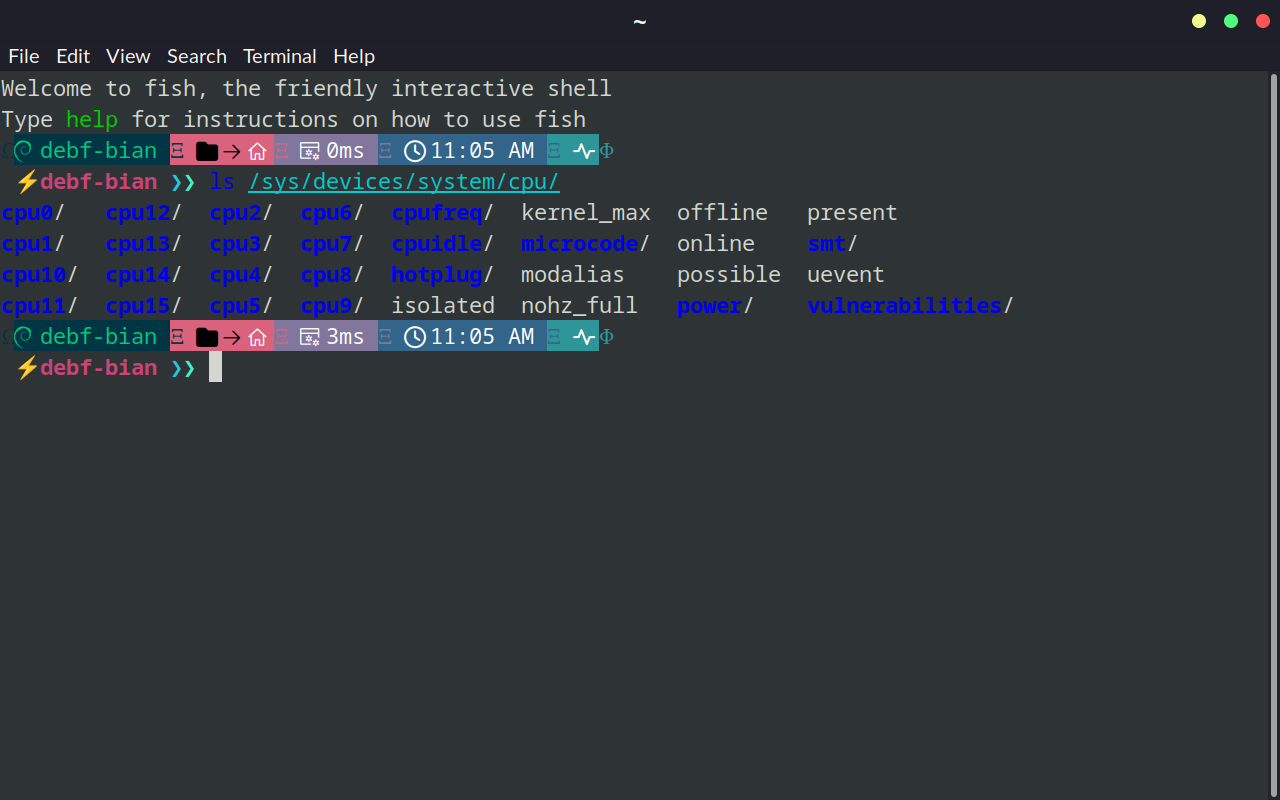 ~
File Edit View Search Terminal Help
Welcome to fish, the friendly interactive shell
Type help for instructions on how to use fish
debf-bian 0ms 11:05 AM
⚡debf-bian ❯❯ ls /sys/devices/system/cpu/
cpu0/ cpu12/ cpu2/ cpu6/ cpufreq/ kernel_max offline present
cpu1/ cpu13/ cpu3/ cpu7/ cpuidle/ microcode/ online smt/
cpu10/ cpu14/ cpu4/ cpu8/ hotplug/ modalias possible uevent
cpu11/ cpu15/ cpu5/ cpu9/ isolated nohz_full power/ vulnerabilities/
debf-bian 3ms 11:05 AM
⚡debf-bian ❯❯